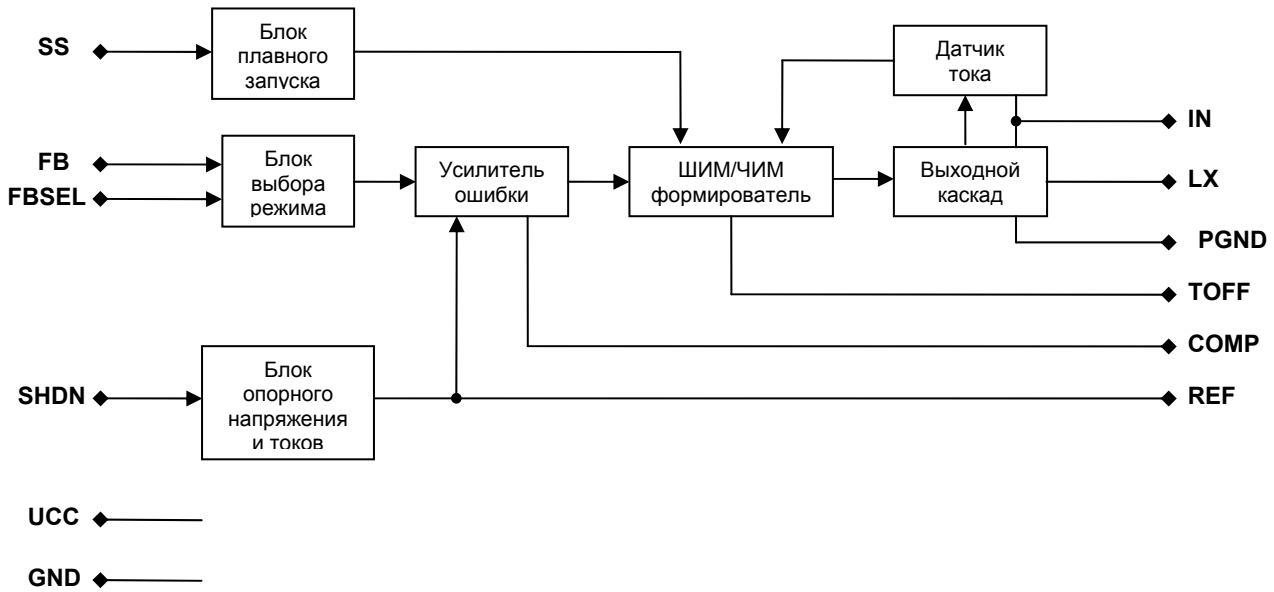 SS
Блок
плавного
запуска
Датчик
тока
IN
FB
FBSEL
Блок
выбора
режима
Усилитель
ошибки
ШИМ/ЧИМ
формирователь
Выходной
каскад
LX
PGND
TOFF
COMP
SHDN
Блок
опорного
напряжения
и токов
REF
UCC
GND